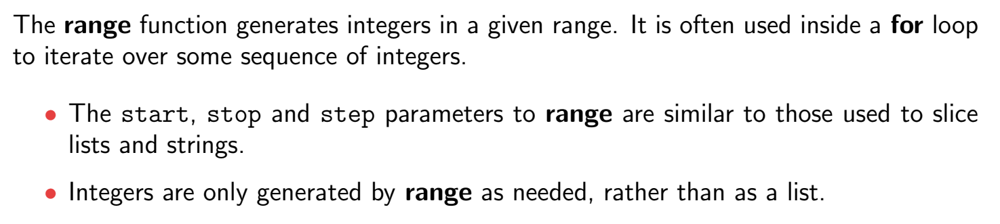 The range function generates integers in a given range. It is often used inside a for loop
to iterate over some sequence of integers.
• The start, stop and step parameters to range are similar to those used to slice
lists and strings.
• Integers are only generated by range as needed, rather than as a list.